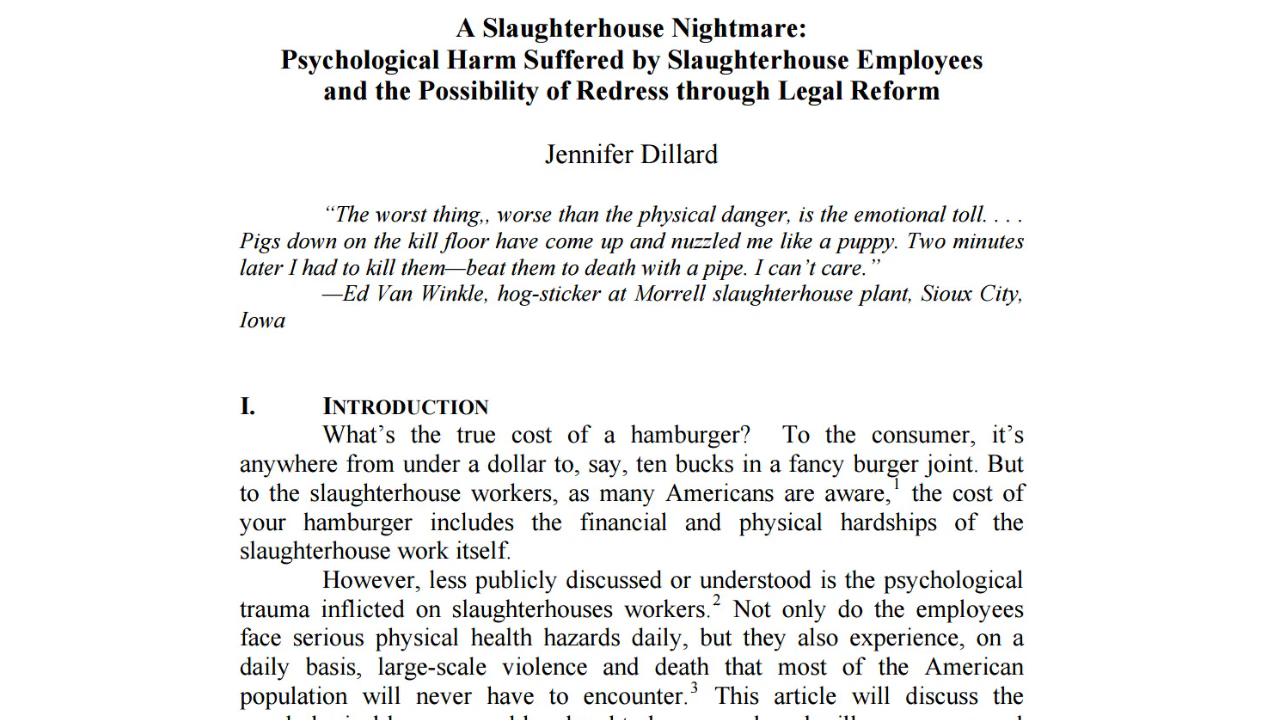 A Slaughterhouse Nightmare:
Psychological Harm Suffered by Slaughterhouse Employees
and the Possibility of Redress through Legal Reform
Jennifer Dillard
“The worst thing,, worse than the physical danger, is the emotional toll. . . .
Pigs down on the kill floor have come up and nuzzled me like a puppy. Two minutes
later I had to kill them—beat them to death with a pipe. I can’t care.”
—Ed Van Winkle, hog-sticker at Morrell slaughterhouse plant, Sioux City,
Iowa
I. INTRODUCTION
What’s the true cost of a hamburger? To the consumer, it’s
anywhere from under a dollar to, say, ten bucks in a fancy burger joint. But
to the slaughterhouse workers, as many Americans are aware,1 the cost of
your hamburger includes the financial and physical hardships of the
slaughterhouse work itself.
However, less publicly discussed or understood is the psychological
trauma inflicted on slaughterhouses workers.2 Not only do the employees
face serious physical health hazards daily, but they also experience, on a
daily basis, large-scale violence and death that most of the American
population will never have to encounter.3 This article will discuss the